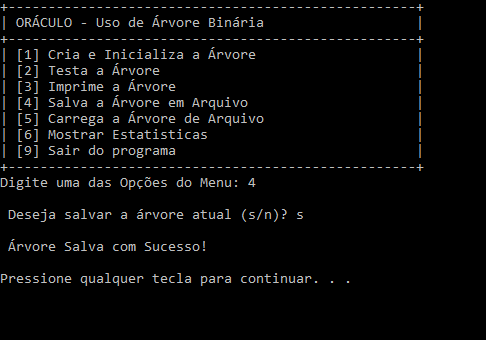 +---------------------------------------------------+
| ORÁCULO - Uso de Árvore Binária                   |
+---------------------------------------------------+
| [1] Cria e Inicializa a Árvore                    |
| [2] Testa a Árvore                                |
| [3] Imprime a Árvore                              |
| [4] Salva a Árvore em Arquivo                     |
| [5] Carrega a Árvore de Arquivo                   |
| [6] Mostrar Estatisticas                          |
| [9] Sair do programa                              |
+---------------------------------------------------+
Digite uma das Opções do Menu: 4
Deseja salvar a árvore atual (s/n)? s
Árvore Salva com Sucesso!
Pressione qualquer tecla para continuar. . .